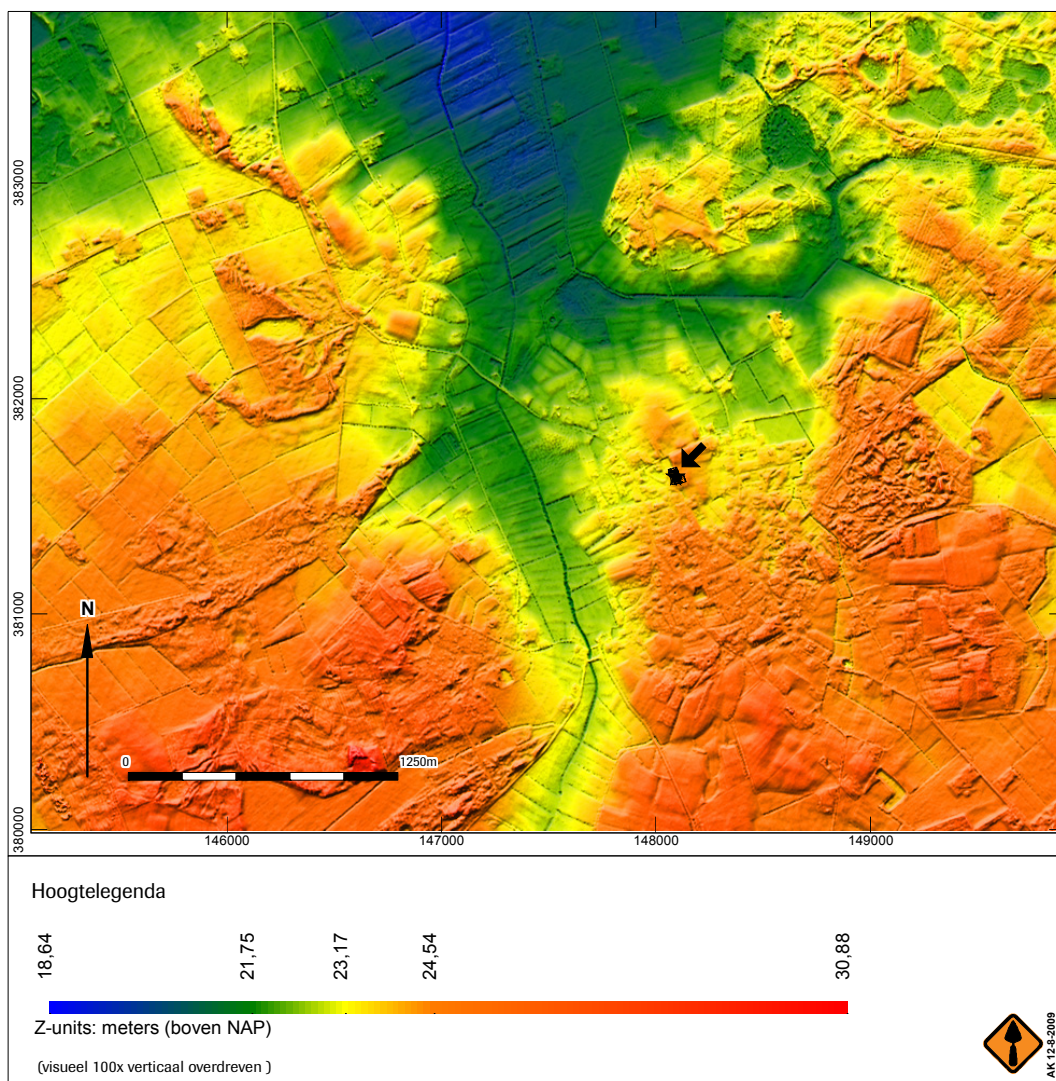 383000
382000
381000
380000
N
0
1250m
146000
147000
148000
149000
Hoogtelegenda
18,64
21,75
23,17
24,54
30,88
Z-units: meters (boven NAP)
(visueel 100x verticaal overdreven )
AK 12-8-2009